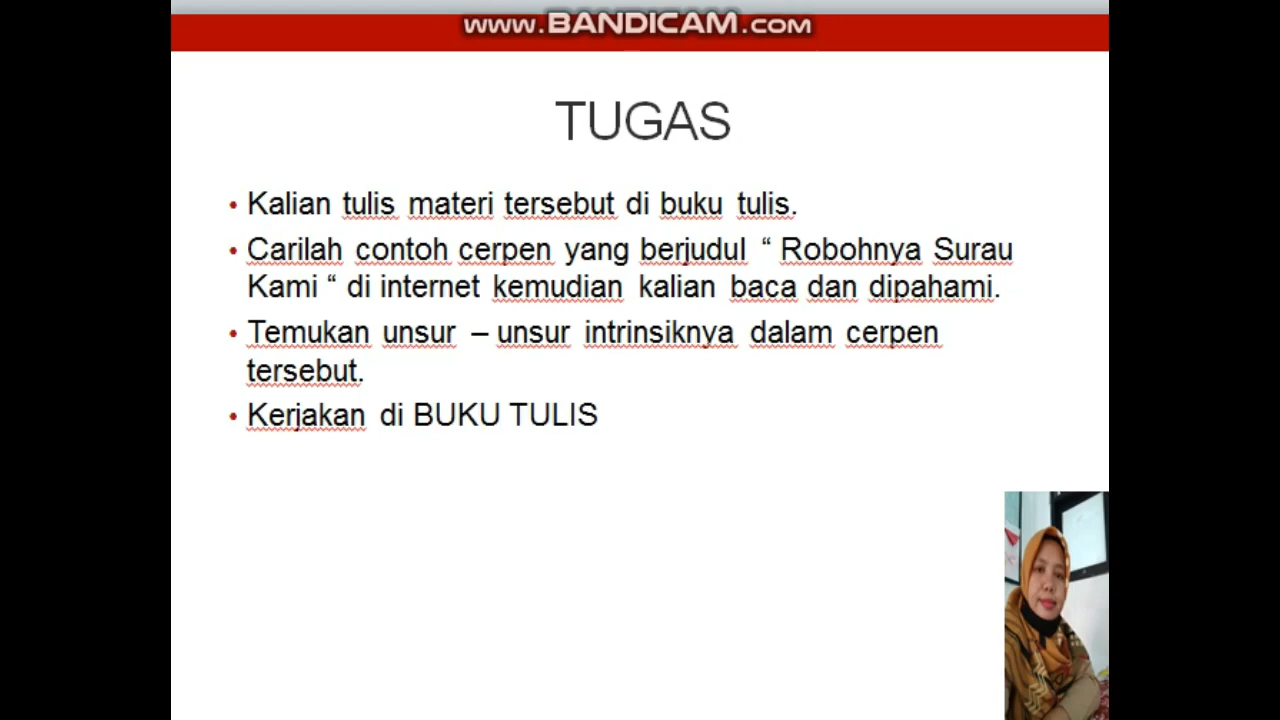 www.BANDICAM.com
TUGAS
• Kalian tulis materi tersebut di buku tulis.
• Carilah contoh cerpen yang berjudul “ Robohnya Surau
Kami “ di internet kemudian kalian baca dan dipahami.
• Temukan unsur – unsur intrinsiknya dalam cerpen
tersebut.
• Kerjakan di BUKU TULIS